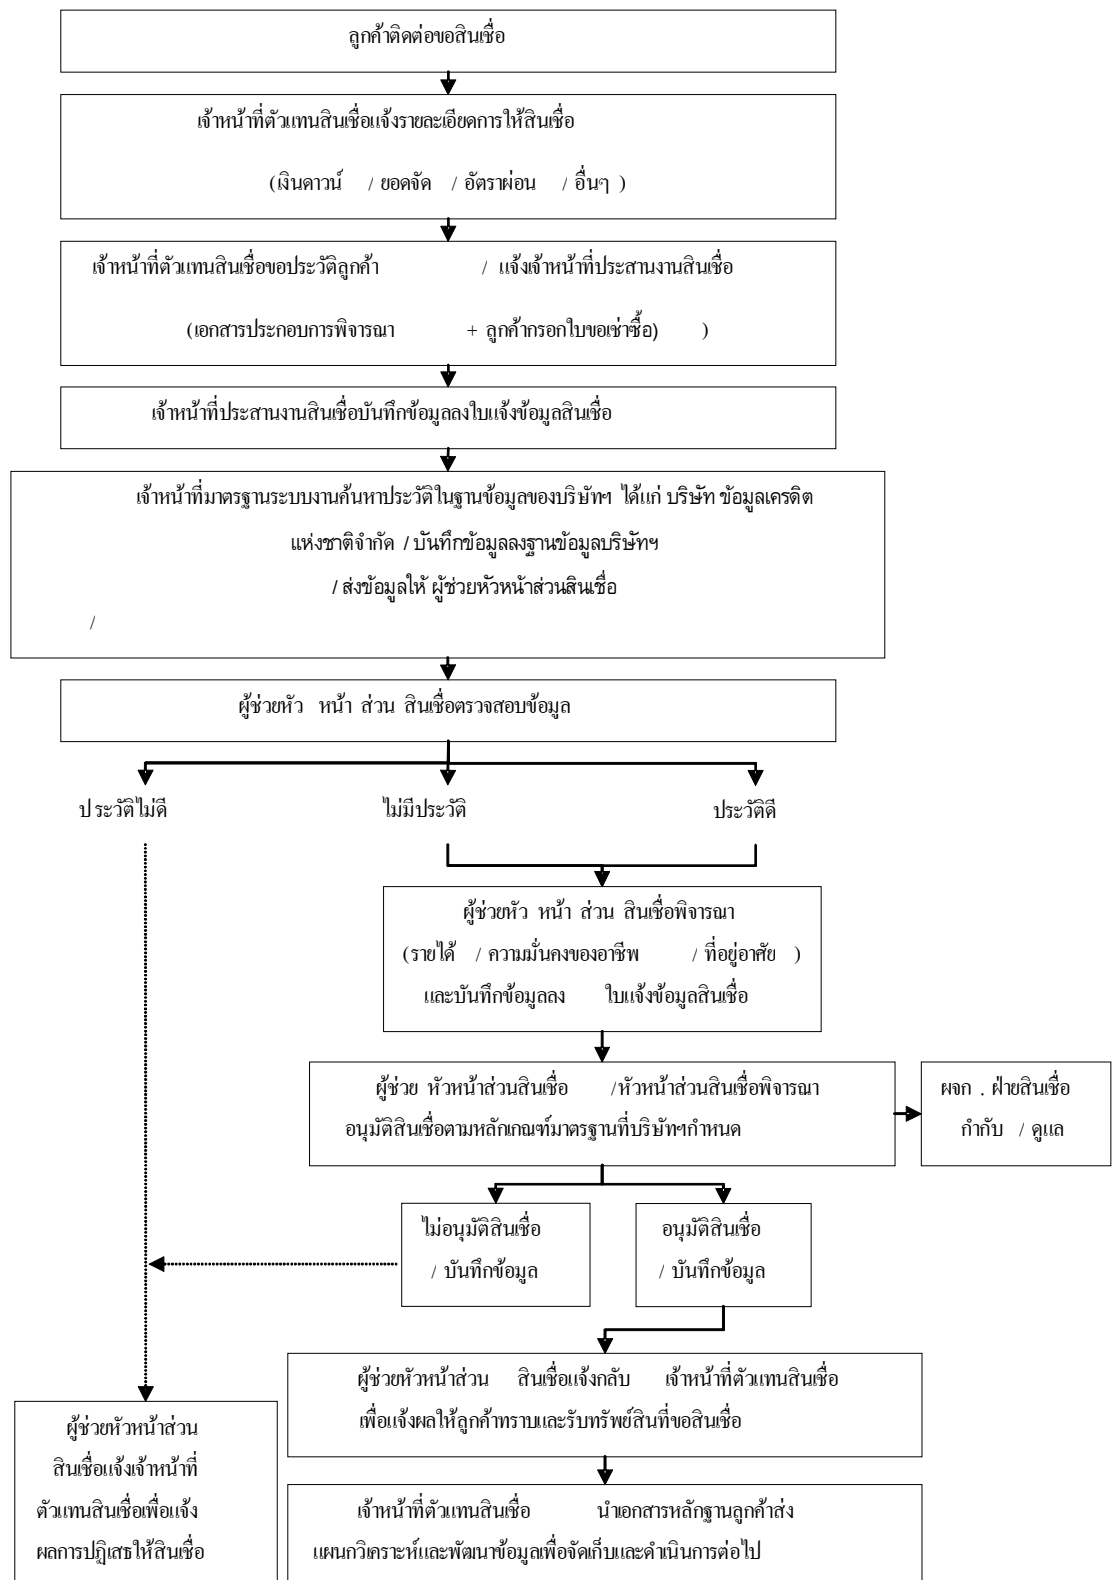 ลูกค้าติดต่อขอสินเชื่อ
เจ้าหน้าที่ตัวแทนสินเชื่อแจ้งรายละเอียดการให้สินเชื่อ
(เงินดาวน์ / ยอดจัด / อัตราผ่อน / อื่นๆ )
เจ้าหน้าที่ตัวแทนสินเชื่อขอประวัติลูกค้า / แจ้งเจ้าหน้าที่ประสานงานสินเชื่อ
(เอกสารประกอบการพิจารณา + ลูกค้ากรอกใบขอเช่าซื้อ) )
เจ้าหน้าที่ประสานงานสินเชื่อบันทึกข้อมูลลงใบแจ้งข้อมูลสินเชื่อ
เจ้าหน้าที่มาตรฐานระบบงานค้นหาประวัติในฐานข้อมูลของบริษัทฯ ได้แก่ บริษัท ข้อมูลเครดิต
แห่งชาติจำกัด / บันทึกข้อมูลลงฐานข้อมูลบริษัทฯ
/ ส่งข้อมูลให้ ผู้ช่วยหัวหน้าส่วนสินเชื่อ
/
ผู้ช่วยหัว หน้า ส่วน สินเชื่อตรวจสอบข้อมูล
ประวัติไม่ดี ไม่มีประวัติ ประวัติดี
ผู้ช่วยหัว หน้า ส่วน สินเชื่อพิจารณา
(รายได้ / ความมั่นคงของอาชีพ / ที่อยู่อาศัย )
และบันทึกข้อมูลลง ใบแจ้งข้อมูลสินเชื่อ
ผู้ช่วย หัวหน้าส่วนสินเชื่อ /หัวหน้าส่วนสินเชื่อพิจารณา
อนุมัติสินเชื่อตามหลักเกณฑ์มาตรฐานที่บริษัทฯกำหนด
ผจก . ฝ่ายสินเชื่อ
กำกับ / ดูแล
ไม่อนุมัติสินเชื่อ
/ บันทึกข้อมูล
อนุมัติสินเชื่อ
/ บันทึกข้อมูล
ผู้ช่วยหัวหน้าส่วน สินเชื่อแจ้งกลับ เจ้าหน้าที่ตัวแทนสินเชื่อ
เพื่อแจ้งผลให้ลูกค้าทราบและรับทรัพย์สินที่ขอสินเชื่อ
ผู้ช่วยหัวหน้าส่วน
สินเชื่อแจ้งเจ้าหน้าที่
ตัวแทนสินเชื่อเพื่อแจ้ง
ผลการปฏิเสธให้สินเชื่อ
เจ้าหน้าที่ตัวแทนสินเชื่อ นำเอกสารหลักฐานลูกค้าส่ง
แผนกวิเคราะห์และพัฒนาข้อมูลเพื่อจัดเก็บและดำเนินการต่อไป